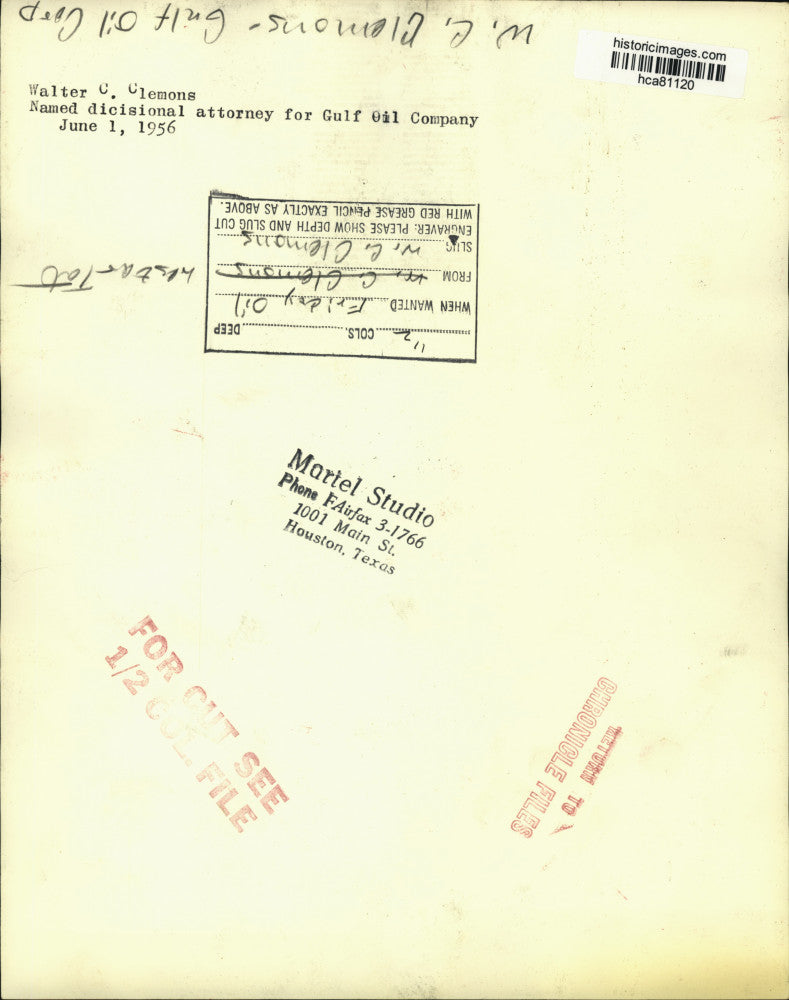 W. C. Clemons - Gulf Oil Corp
historicimages.com
hca81120
Walter C. Clemons
Named dicisional attorney for Gulf Oil Company
June 1, 1956
1/2 COLS. DEEP
WHEN WANTED Friday Oil
FROM W. C. Clemons
SLUG W. C. Clemons
ENGRAVER: PLEASE SHOW DEPTH AND SLUG CUT
WITH RED GREASE PENCIL EXACTLY AS ABOVE.
Martel Studio
Phone FAirfax 3-1766
1001 Main St.
Houston, Texas
FOR CUT SEE
1/2 COL. FILE
RETURN TO
CHRONICLE FILES